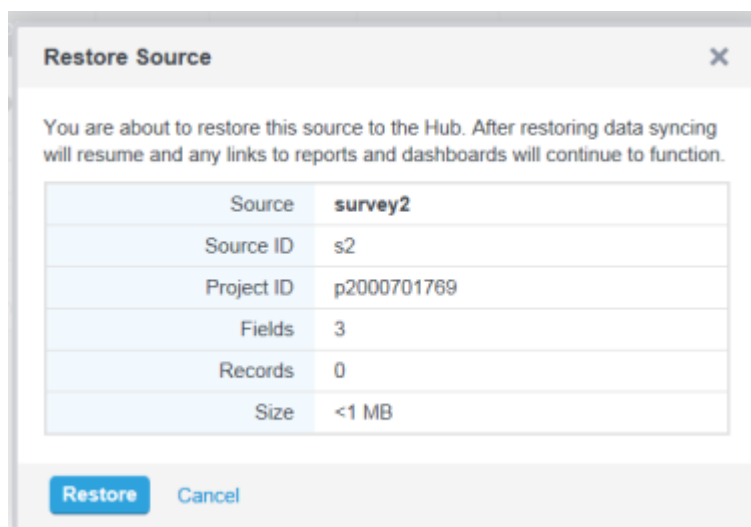 Restore Source
You are about to restore this source to the Hub. After restoring data syncing
will resume and any links to reports and dashboards will continue to function.
Source survey2
Source ID s2
Project ID p2000701769
Fields 3
Records 0
Size <1 MB
Restore Cancel